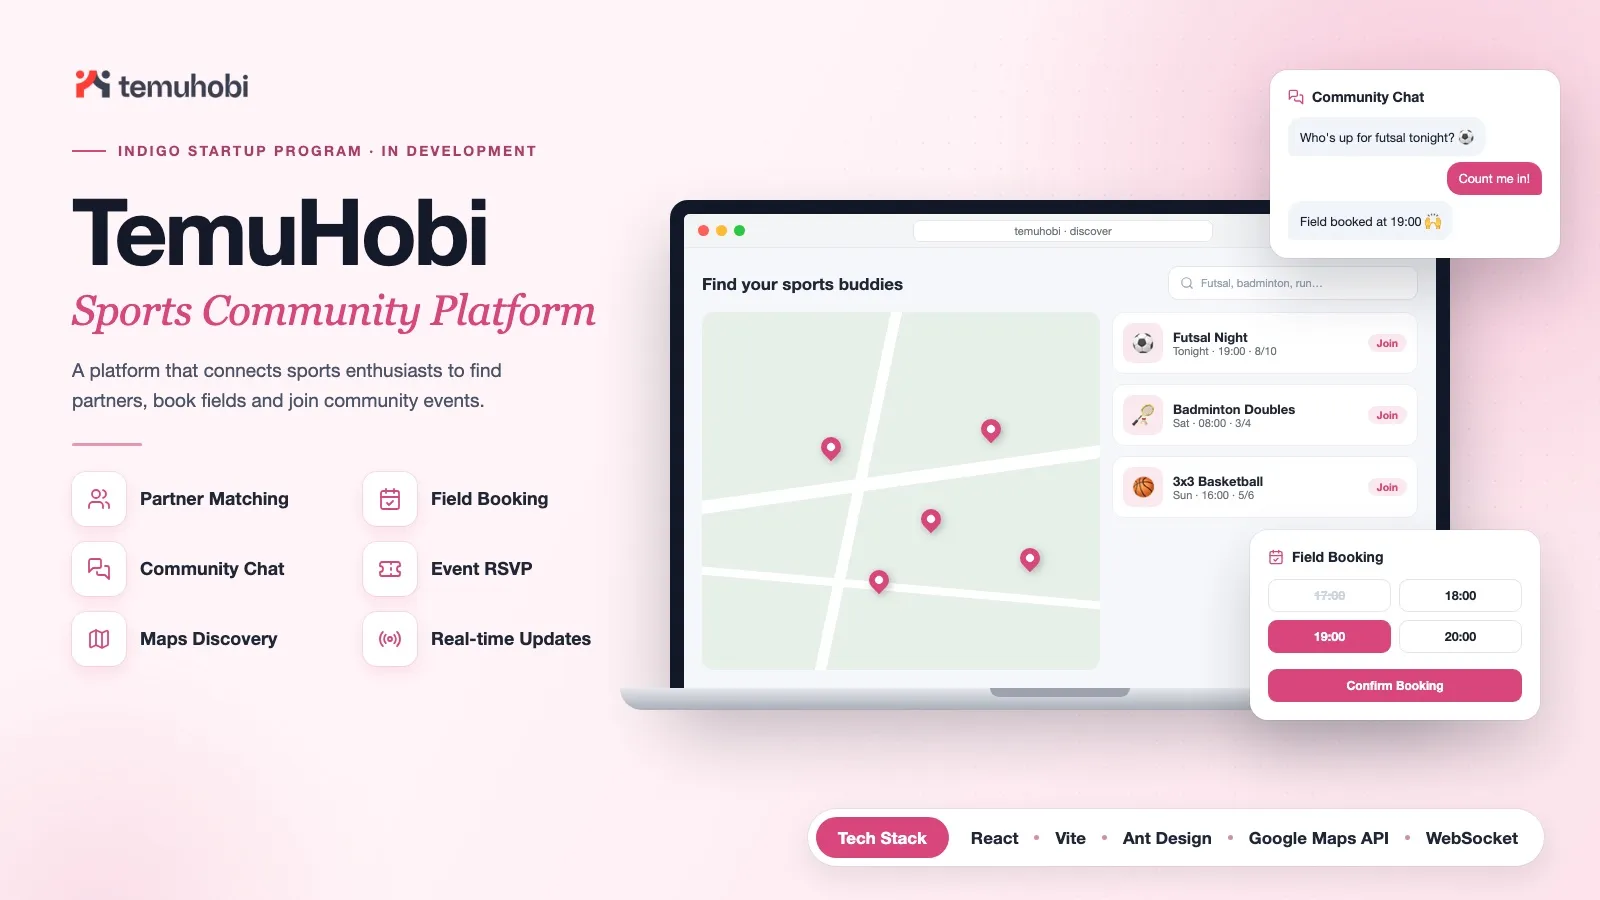 temuhobi
INDIGO STARTUP PROGRAM · IN DEVELOPMENT
TemuHobi
Sports Community Platform
A platform that connects sports enthusiasts to find
partners, book fields and join community events.
Partner Matching
Field Booking
Community Chat
Event RSVP
Maps Discovery
Real-time Updates
temuhobi · discover
Find your sports buddies
Futsal, badminton, run...
Futsal Night
Tonight · 19:00 · 8/10
Join
Badminton Doubles
Sat · 08:00 · 3/4
Join
3x3 Basketball
Sun · 16:00 · 5/6
Join
Community Chat
Who's up for futsal tonight? ⚽
Count me in!
Field booked at 19:00 🙌
Field Booking
17:00
18:00
19:00
20:00
Confirm Booking
Tech Stack
React • Vite • Ant Design • Google Maps API • WebSocket